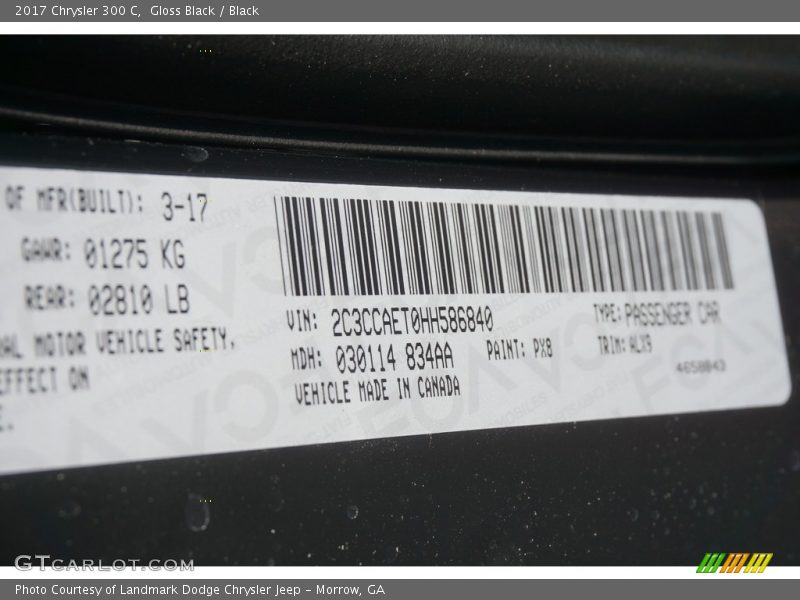 2017 Chrysler 300 C, Gloss Black / Black
OF MFR(BUILT): 3-17
GAWR: 01275 KG
REAR: 02810 LB
MOTOR VEHICLE SAFETY,
EFFECT ON
VIN: 2C3CCAET0HH586840
MDH: 030114 834AA PAINT: PX8
VEHICLE MADE IN CANADA
TYPE: PASSENGER CAR
TRIM: ALX9
4658843
GTCARLOT.COM
Photo Courtesy of Landmark Dodge Chrysler Jeep – Morrow, GA